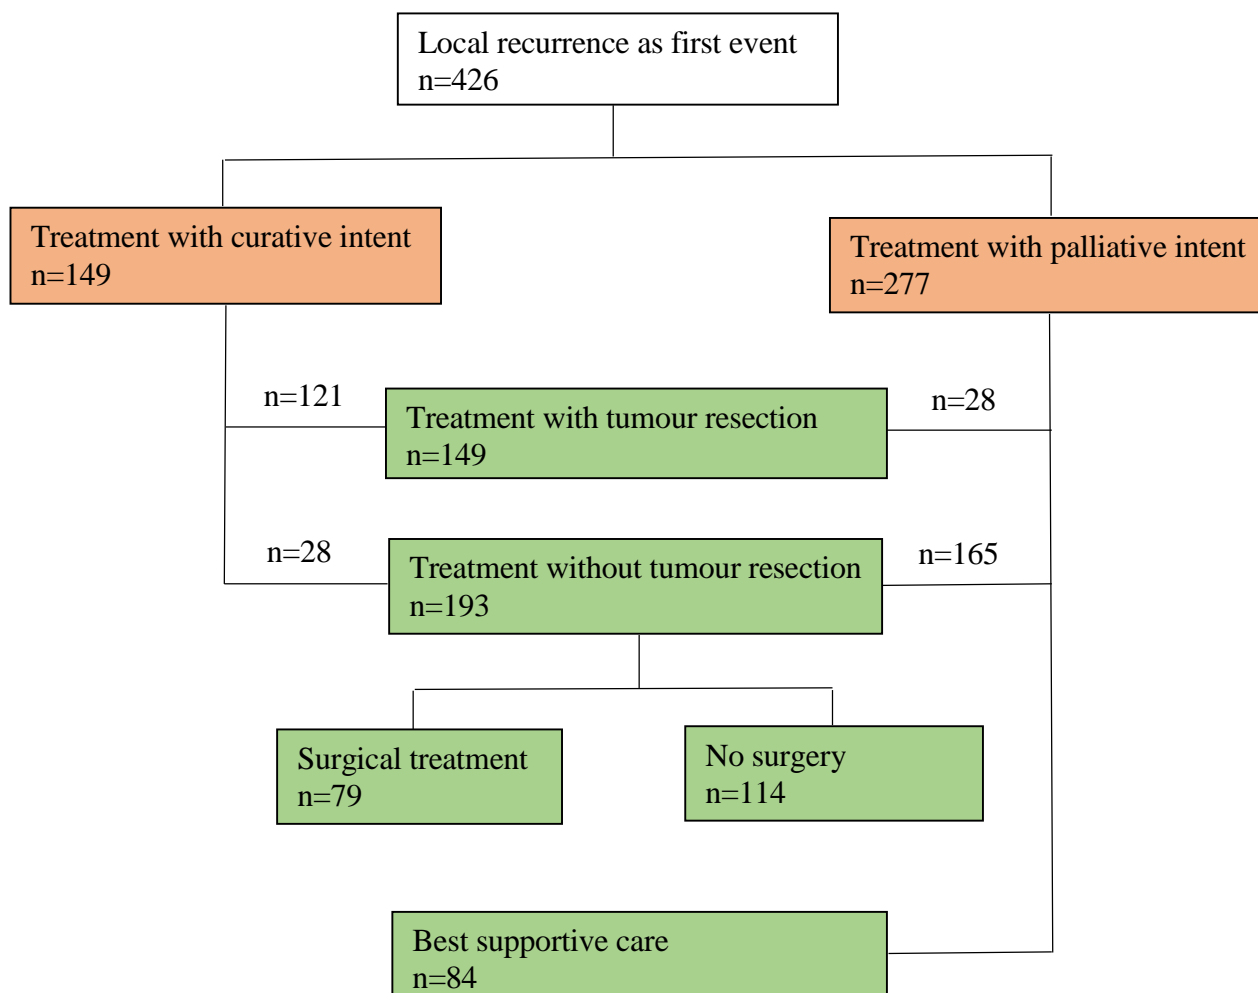 Local recurrence as first event
n=426
Treatment with curative intent
n=149
Treatment with palliative intent
n=277
n=121
Treatment with tumour resection
n=149
n=28
n=28
Treatment without tumour resection
n=193
n=165
Surgical treatment
n=79
No surgery
n=114
Best supportive care
n=84